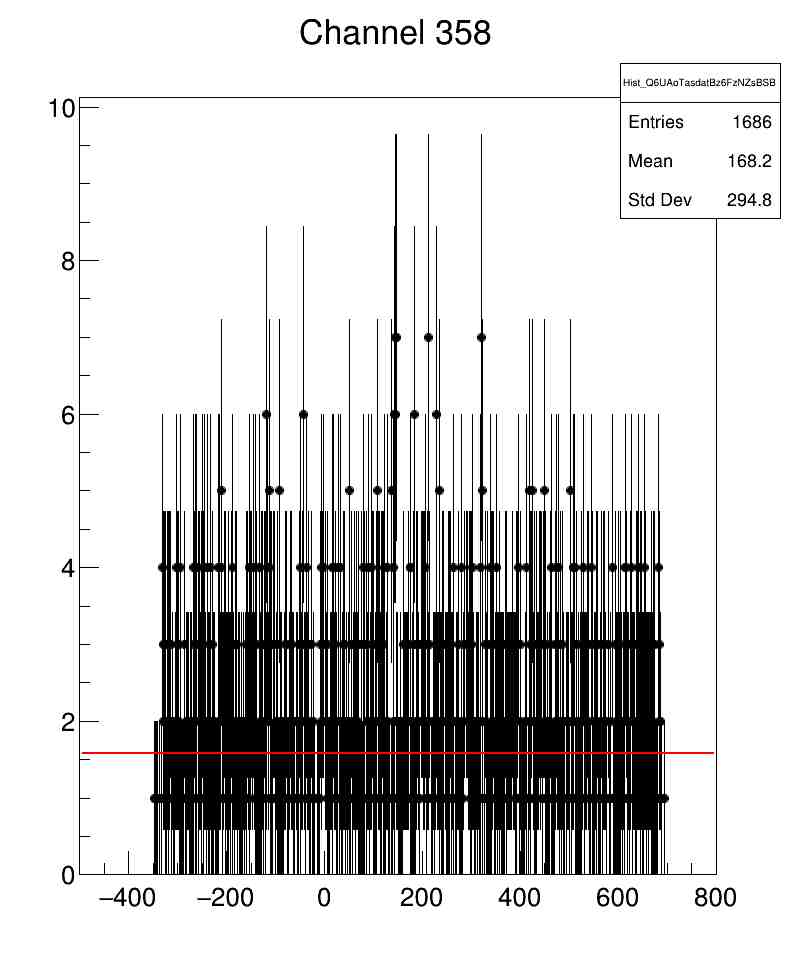 Channel 358
Hist_Q6UAoTasdatBz6FzNZsBSB
Entries 1686
Mean 168.2
Std Dev 294.8
10
8
6
4
2
0
−400 −200 0 200 400 600 800